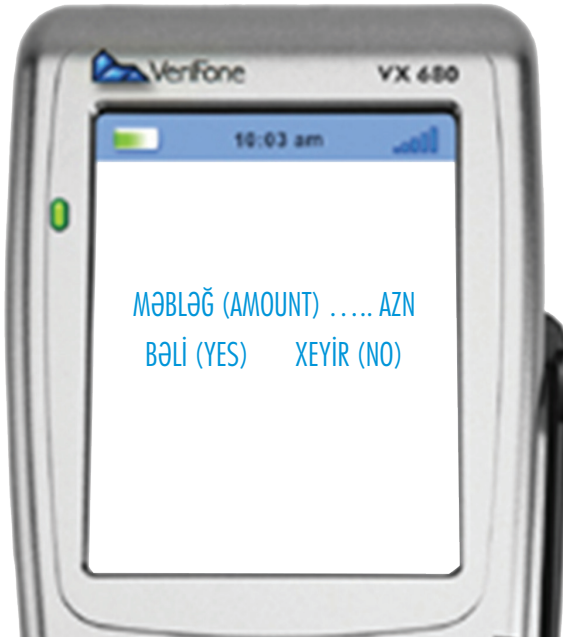 VeriFone VX 680
10:03 am
MƏBLƏĞ (AMOUNT) ..... AZN
BƏLİ (YES) XEYİR (NO)